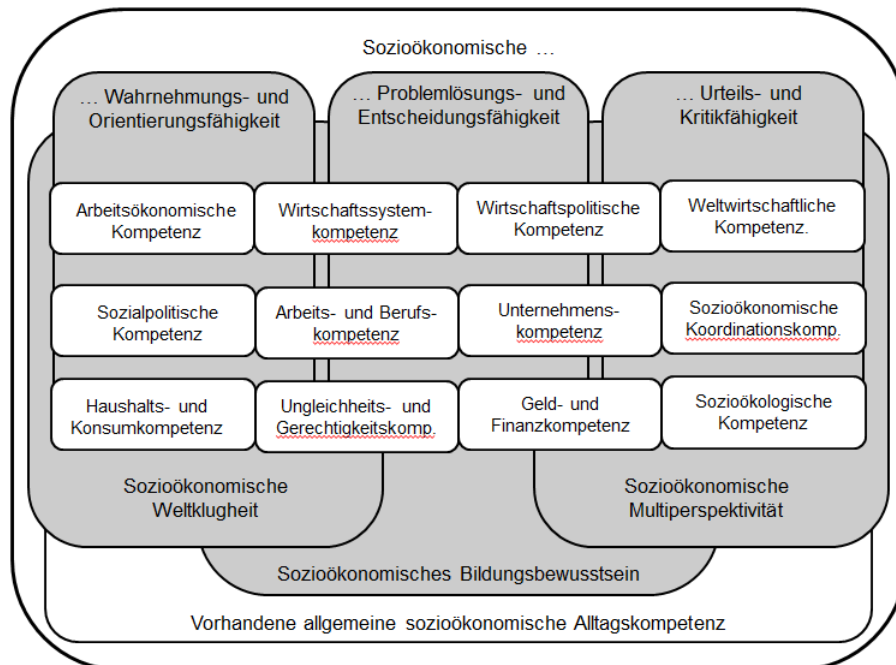 Sozioökonomische …
… Wahrnehmungs- und
Orientierungsfähigkeit
… Problemlösungs- und
Entscheidungsfähigkeit
… Urteils- und
Kritikfähigkeit
Arbeitsökonomische
Kompetenz
Wirtschaftssystem-
kompetenz
Wirtschaftspolitische
Kompetenz
Weltwirtschaftliche
Kompetenz.
Sozialpolitische
Kompetenz
Arbeits- und Berufs-
kompetenz
Unternehmens-
kompetenz
Sozioökonomische
Koordinationskomp.
Haushalts- und
Konsumkompetenz
Ungleichheits- und
Gerechtigkeitskomp.
Geld- und
Finanzkompetenz
Sozioökologische
Kompetenz
Sozioökonomische
Weltklugheit
Sozioökonomische
Multiperspektivität
Sozioökonomisches Bildungsbewusstsein
Vorhandene allgemeine sozioökonomische Alltagskompetenz